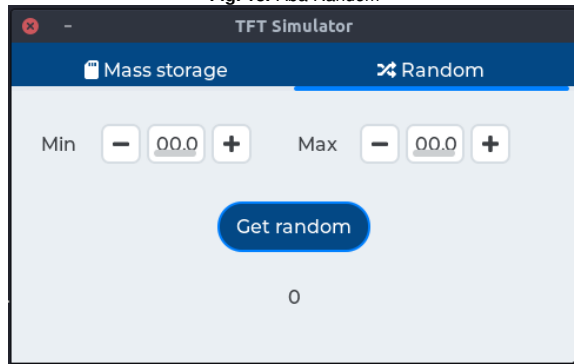 TFT Simulator
Mass storage Random
Min 00.0 Max 00.0
Get random
0